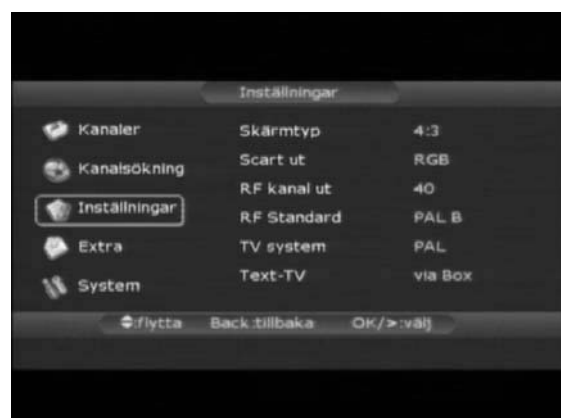 Inställningar
Kanaler
Kanalsökning
Inställningar
Extra
System
Skärmtyp 4:3
Scart ut RGB
RF kanal ut 40
RF Standard PAL B
TV system PAL
Text-TV via Box
:flytta Back:tillbaka OK/>:välj